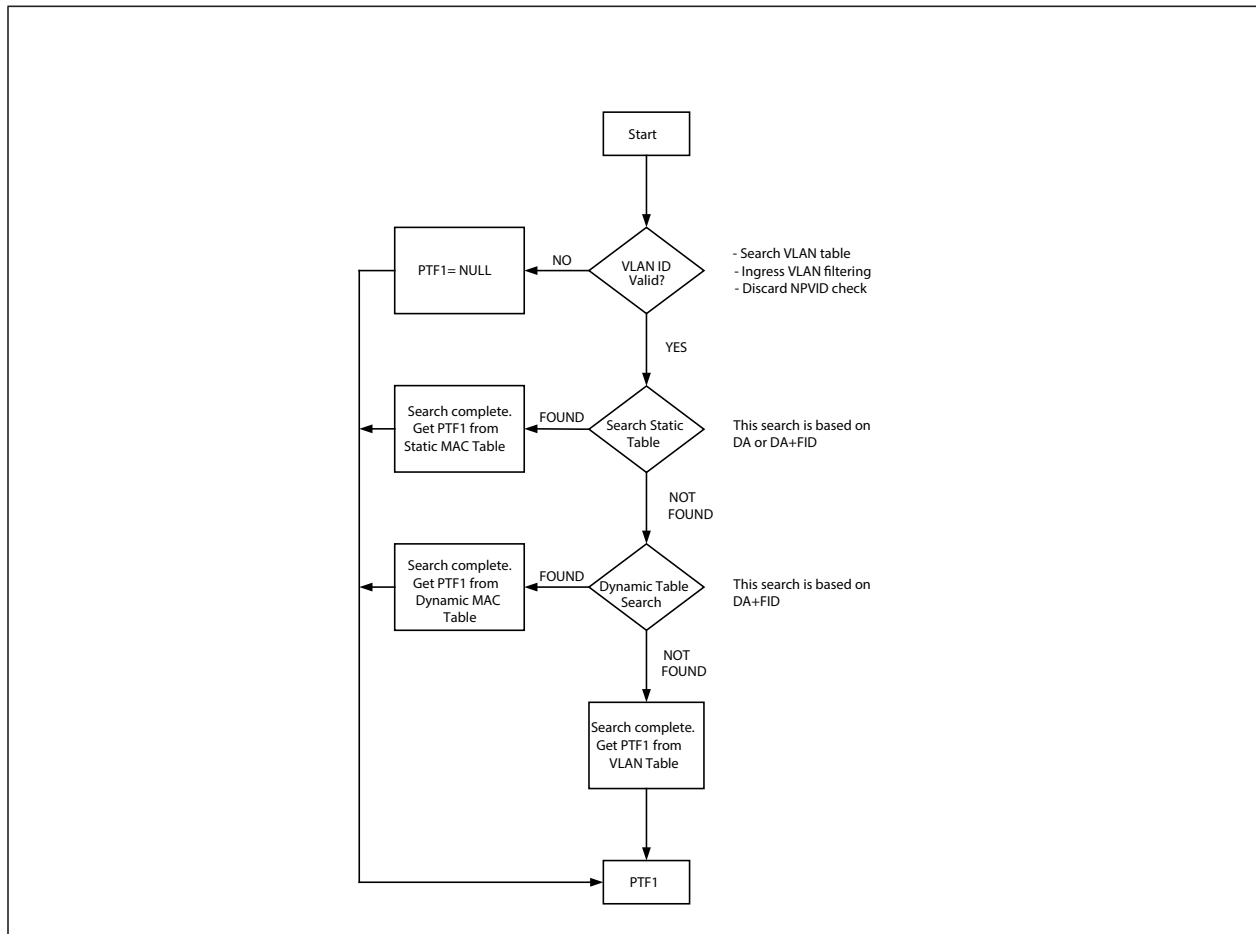 Start
PTF1= NULL
NO
VLAN ID
Valid?
- Search VLAN table
- Ingress VLAN filtering
- Discard NPVID check
YES
Search complete.
Get PTF1 from
Static MAC Table
FOUND
Search Static
Table
This search is based on
DA or DA+FID
NOT
FOUND
Search complete.
Get PTF1 from
Dynamic MAC
Table
FOUND
Dynamic Table
Search
This search is based on
DA+FID
NOT
FOUND
Search complete.
Get PTF1 from
VLAN Table
PTF1